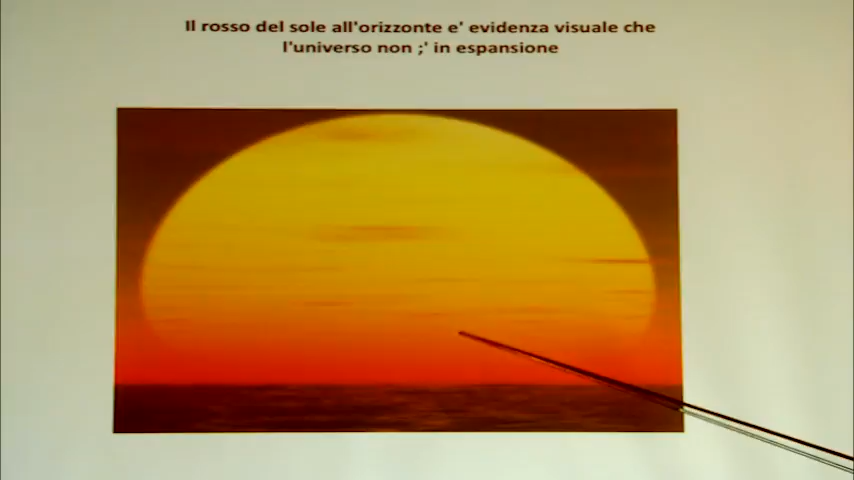 Il rosso del sole all'orizzonte e' evidenza visuale che
l'universo non ;' in espansione